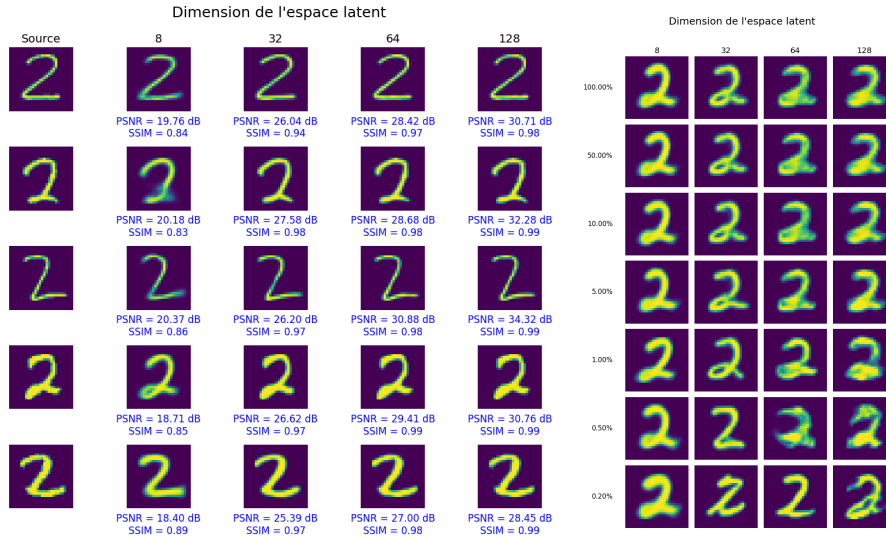 Dimension de l'espace latent
Source 8 32 64 128
PSNR = 19.76 dB PSNR = 26.04 dB PSNR = 28.42 dB PSNR = 30.71 dB
SSIM = 0.84 SSIM = 0.94 SSIM = 0.97 SSIM = 0.98
PSNR = 20.18 dB PSNR = 27.58 dB PSNR = 28.68 dB PSNR = 32.28 dB
SSIM = 0.83 SSIM = 0.98 SSIM = 0.98 SSIM = 0.99
PSNR = 20.37 dB PSNR = 26.20 dB PSNR = 30.88 dB PSNR = 34.32 dB
SSIM = 0.86 SSIM = 0.97 SSIM = 0.98 SSIM = 0.99
PSNR = 18.71 dB PSNR = 26.62 dB PSNR = 29.41 dB PSNR = 30.76 dB
SSIM = 0.85 SSIM = 0.97 SSIM = 0.99 SSIM = 0.99
PSNR = 18.40 dB PSNR = 25.39 dB PSNR = 27.00 dB PSNR = 28.45 dB
SSIM = 0.89 SSIM = 0.97 SSIM = 0.98 SSIM = 0.99
Dimension de l'espace latent
8 32 64 128
100.00%
50.00%
10.00%
5.00%
1.00%
0.50%
0.20%